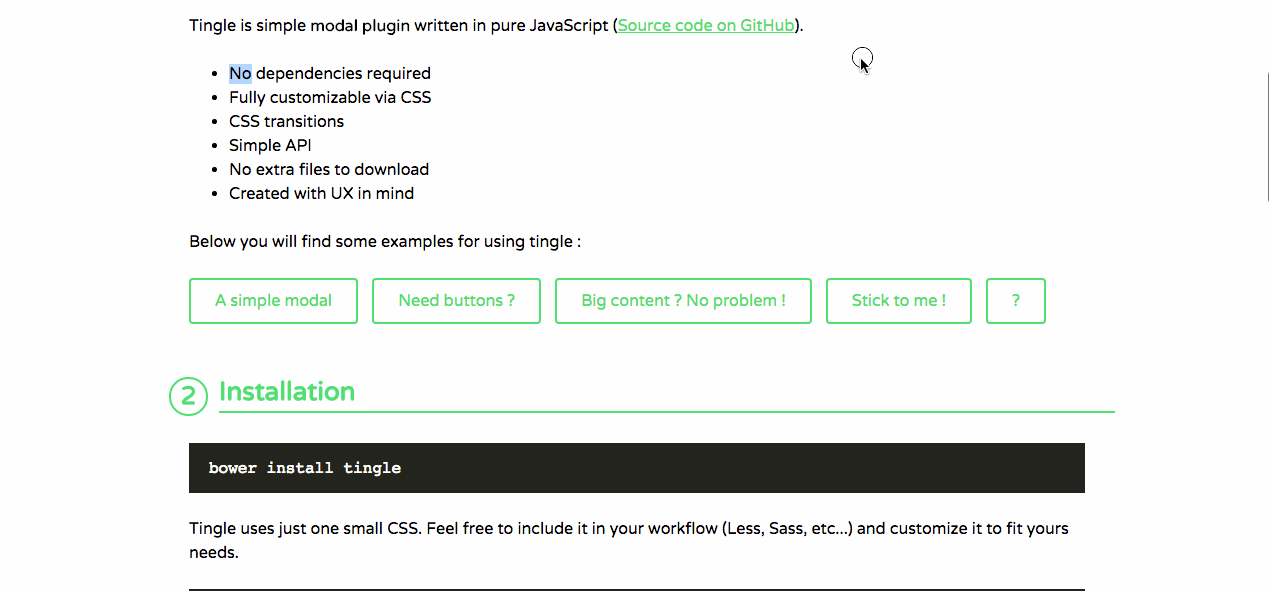 Tingle is simple modal plugin written in pure JavaScript (Source code on GitHub).
• No dependencies required
• Fully customizable via CSS
• CSS transitions
• Simple API
• No extra files to download
• Created with UX in mind
Below you will find some examples for using tingle :
A simple modal
Need buttons ?
Big content ? No problem !
Stick to me !
?
2 Installation
bower install tingle
Tingle uses just one small CSS. Feel free to include it in your workflow (Less, Sass, etc...) and customize it to fit yours
needs.